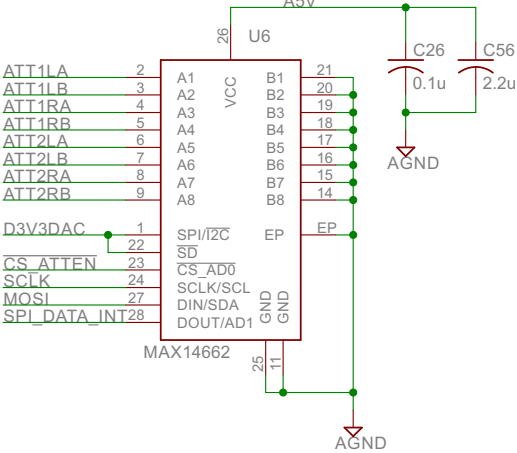 A5V
26
U6
C26
C56
ATT1LA 2 A1 VCC B1 21
0.1u
2.2u
ATT1LB 3 A2 B2 20
ATT1RA 4 A3 B3 19
ATT1RB 5 A4 B4 18
ATT2LA 6 A5 B5 17
ATT2LB 7 A6 B6 16
AGND
ATT2RA 8 A7 B7 15
ATT2RB 9 A8 B8 14
D3V3DAC 1 SPI/I2C EP EP
22 SD
CS_ATTEN 23 CS_AD0
SCLK 24 SCLK/SCL
MOSI 27 DIN/SDA GND GND
SPI_DATA_INT 28 DOUT/AD1
MAX14662
25 11
AGND